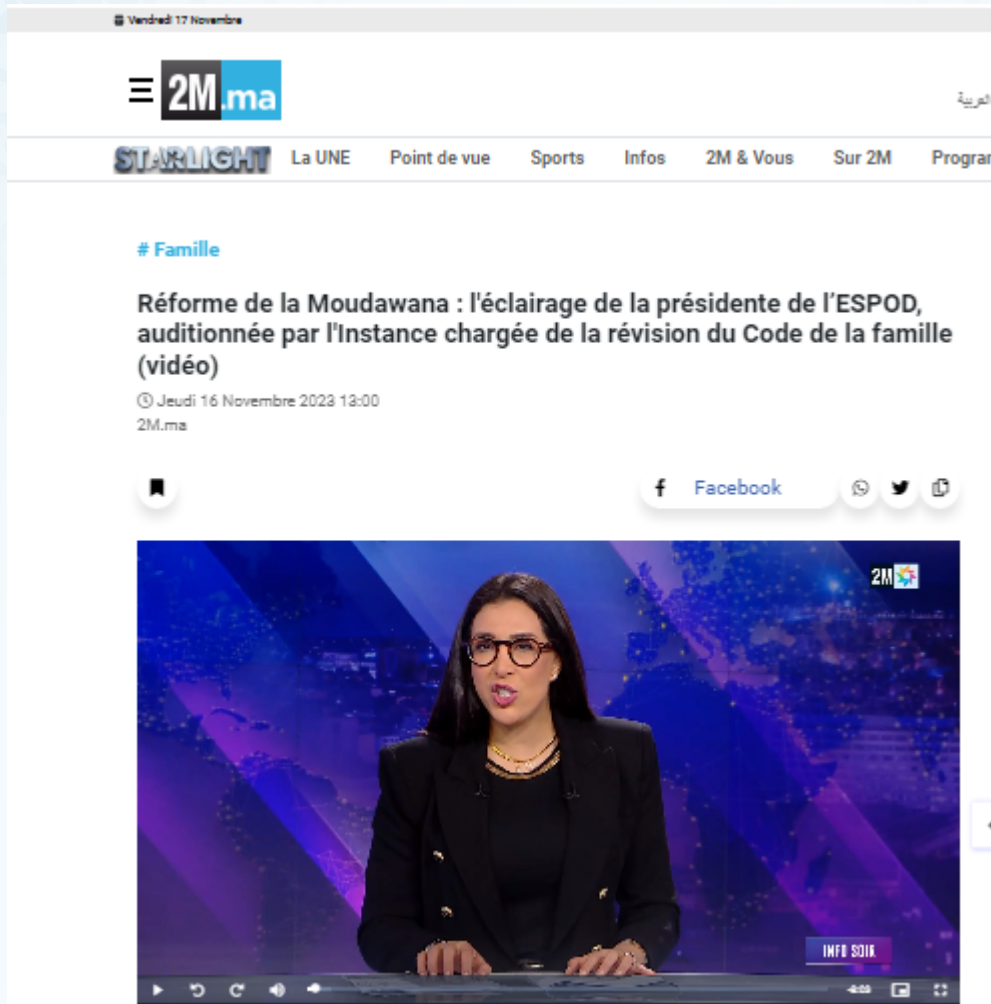 Vendredi 17 Novembre
2M.ma
العربية
STARLIGHT La UNE Point de vue Sports Infos 2M & Vous Sur 2M Program
# Famille
Réforme de la Moudawana : l'éclairage de la présidente de l’ESPOD,
auditionnée par l'Instance chargée de la révision du Code de la famille
(vidéo)
Jeudi 16 Novembre 2023 13:00
2M.ma
Facebook
2M
INFO SOIR